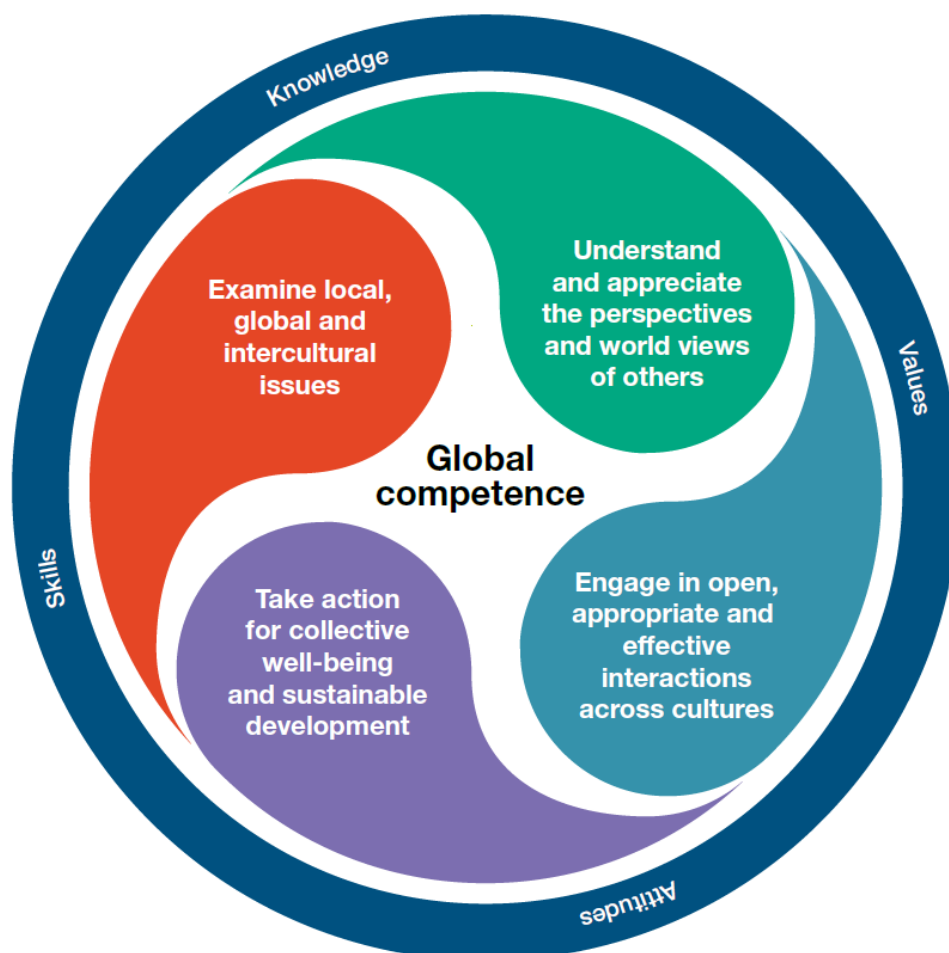 Knowledge
Understand
and appreciate
the perspectives
and world views
of others
Examine local,
global and
intercultural
issues
Values
Global
competence
Skills
Take action
for collective
well-being
and sustainable
development
Engage in open,
appropriate and
effective
interactions
across cultures
Attitudes